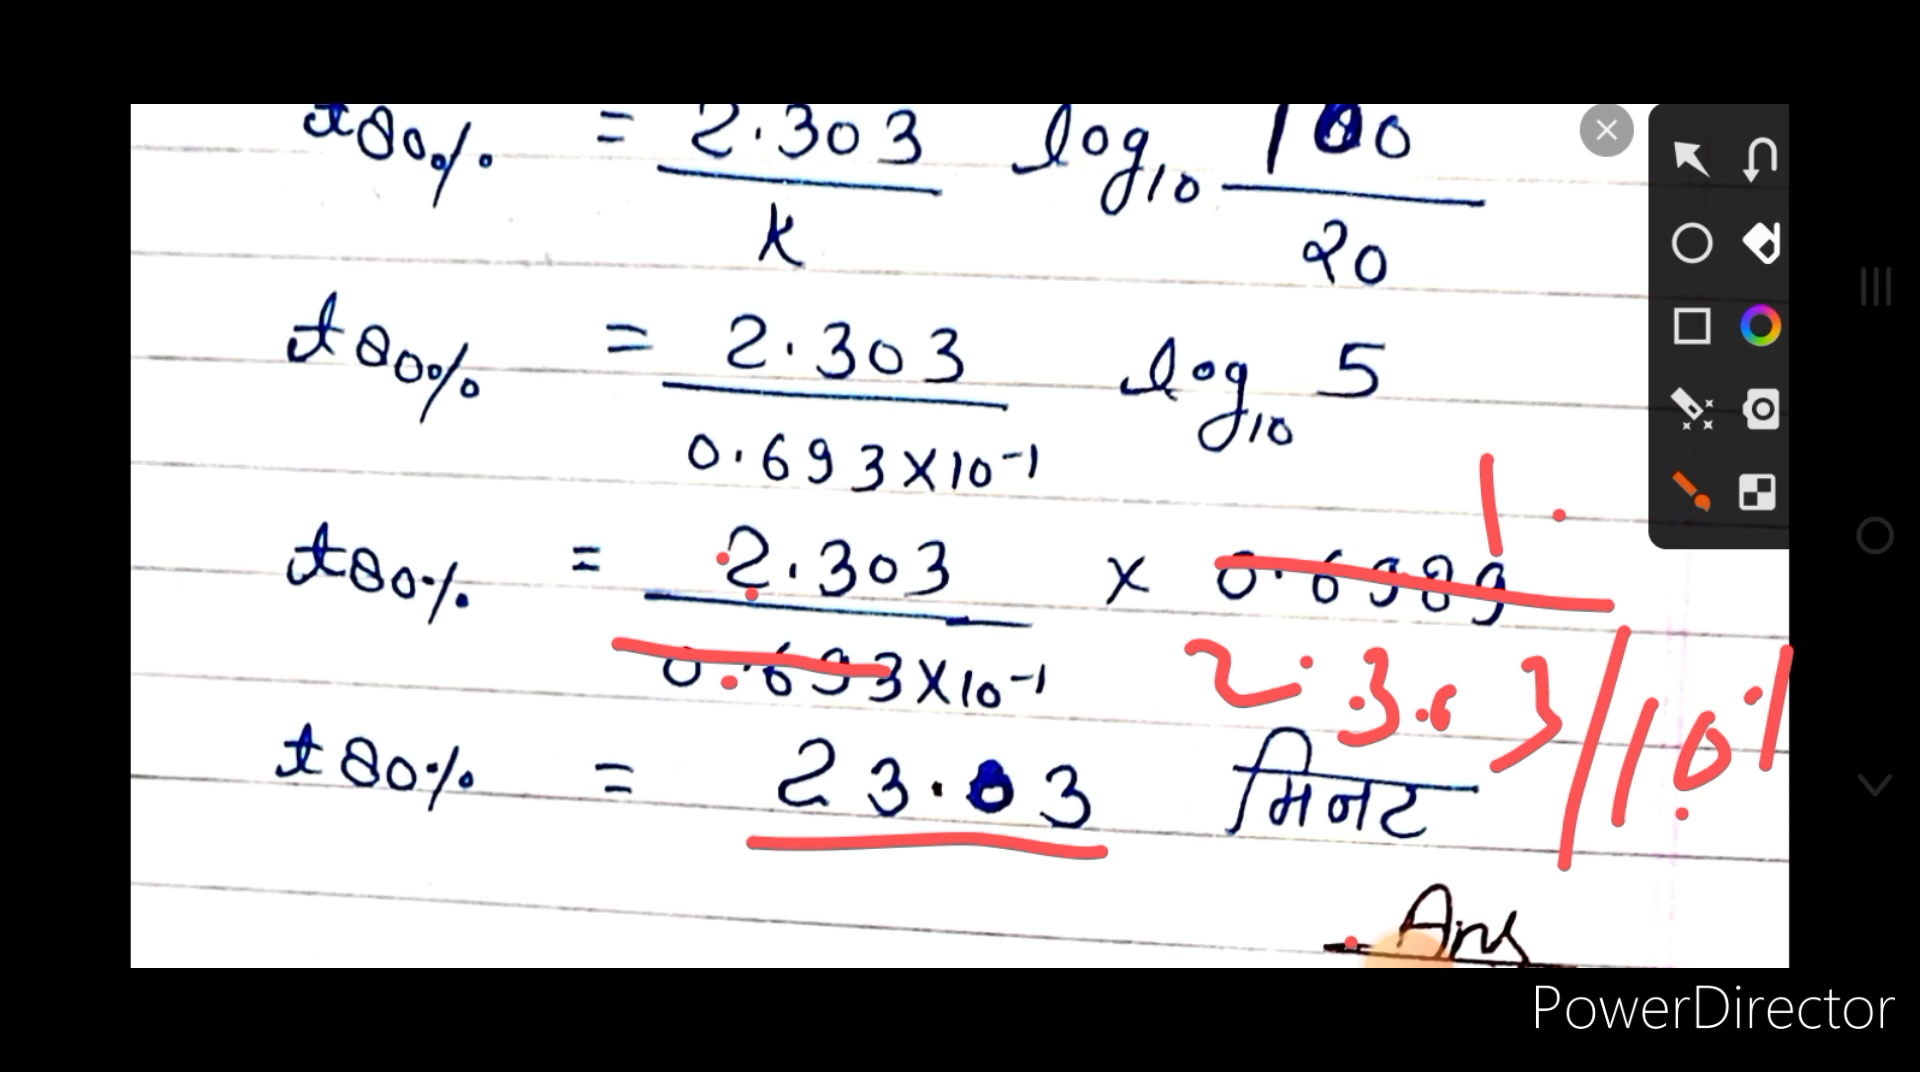 t80% = 2.303/k log10 100/20
t80% = 2.303/0.693×10⁻¹ log10 5
1
t80% = 2.303/0.693×10⁻¹ × 0.6989
2.303/10⁻¹
t80% = 23.03 मिनट
Ans
PowerDirector